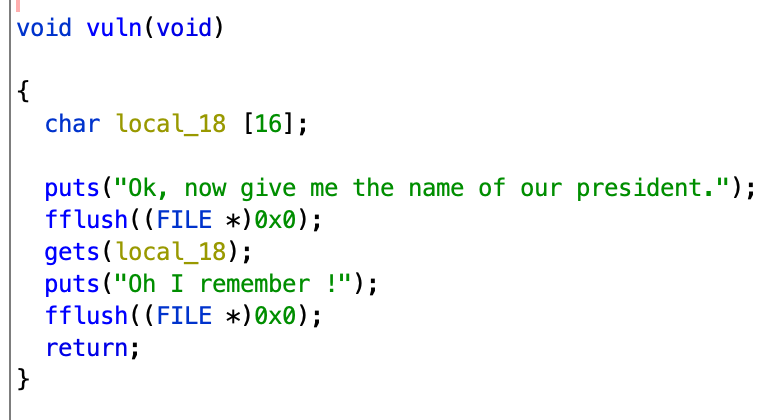 void vuln(void)
{
char local_18 [16];
puts("Ok, now give me the name of our president.");
fflush((FILE *)0x0);
gets(local_18);
puts("Oh I remember !");
fflush((FILE *)0x0);
return;
}